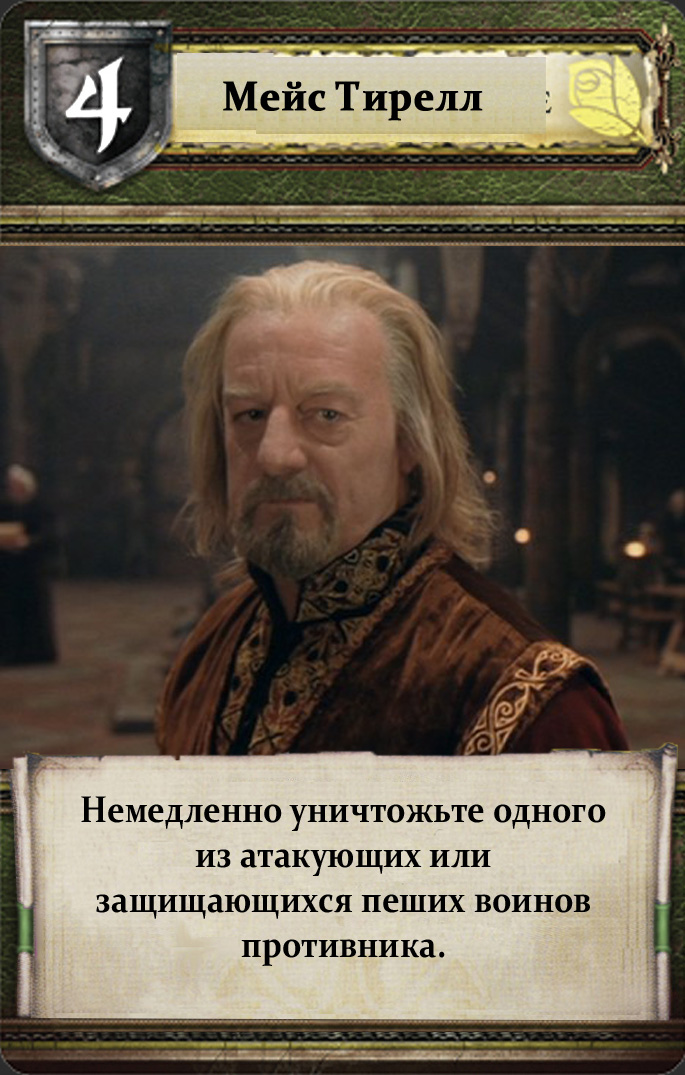 4
Мейс Тирелл
Немедленно уничтожьте одного
из атакующих или
защищающихся пеших воинов
противника.